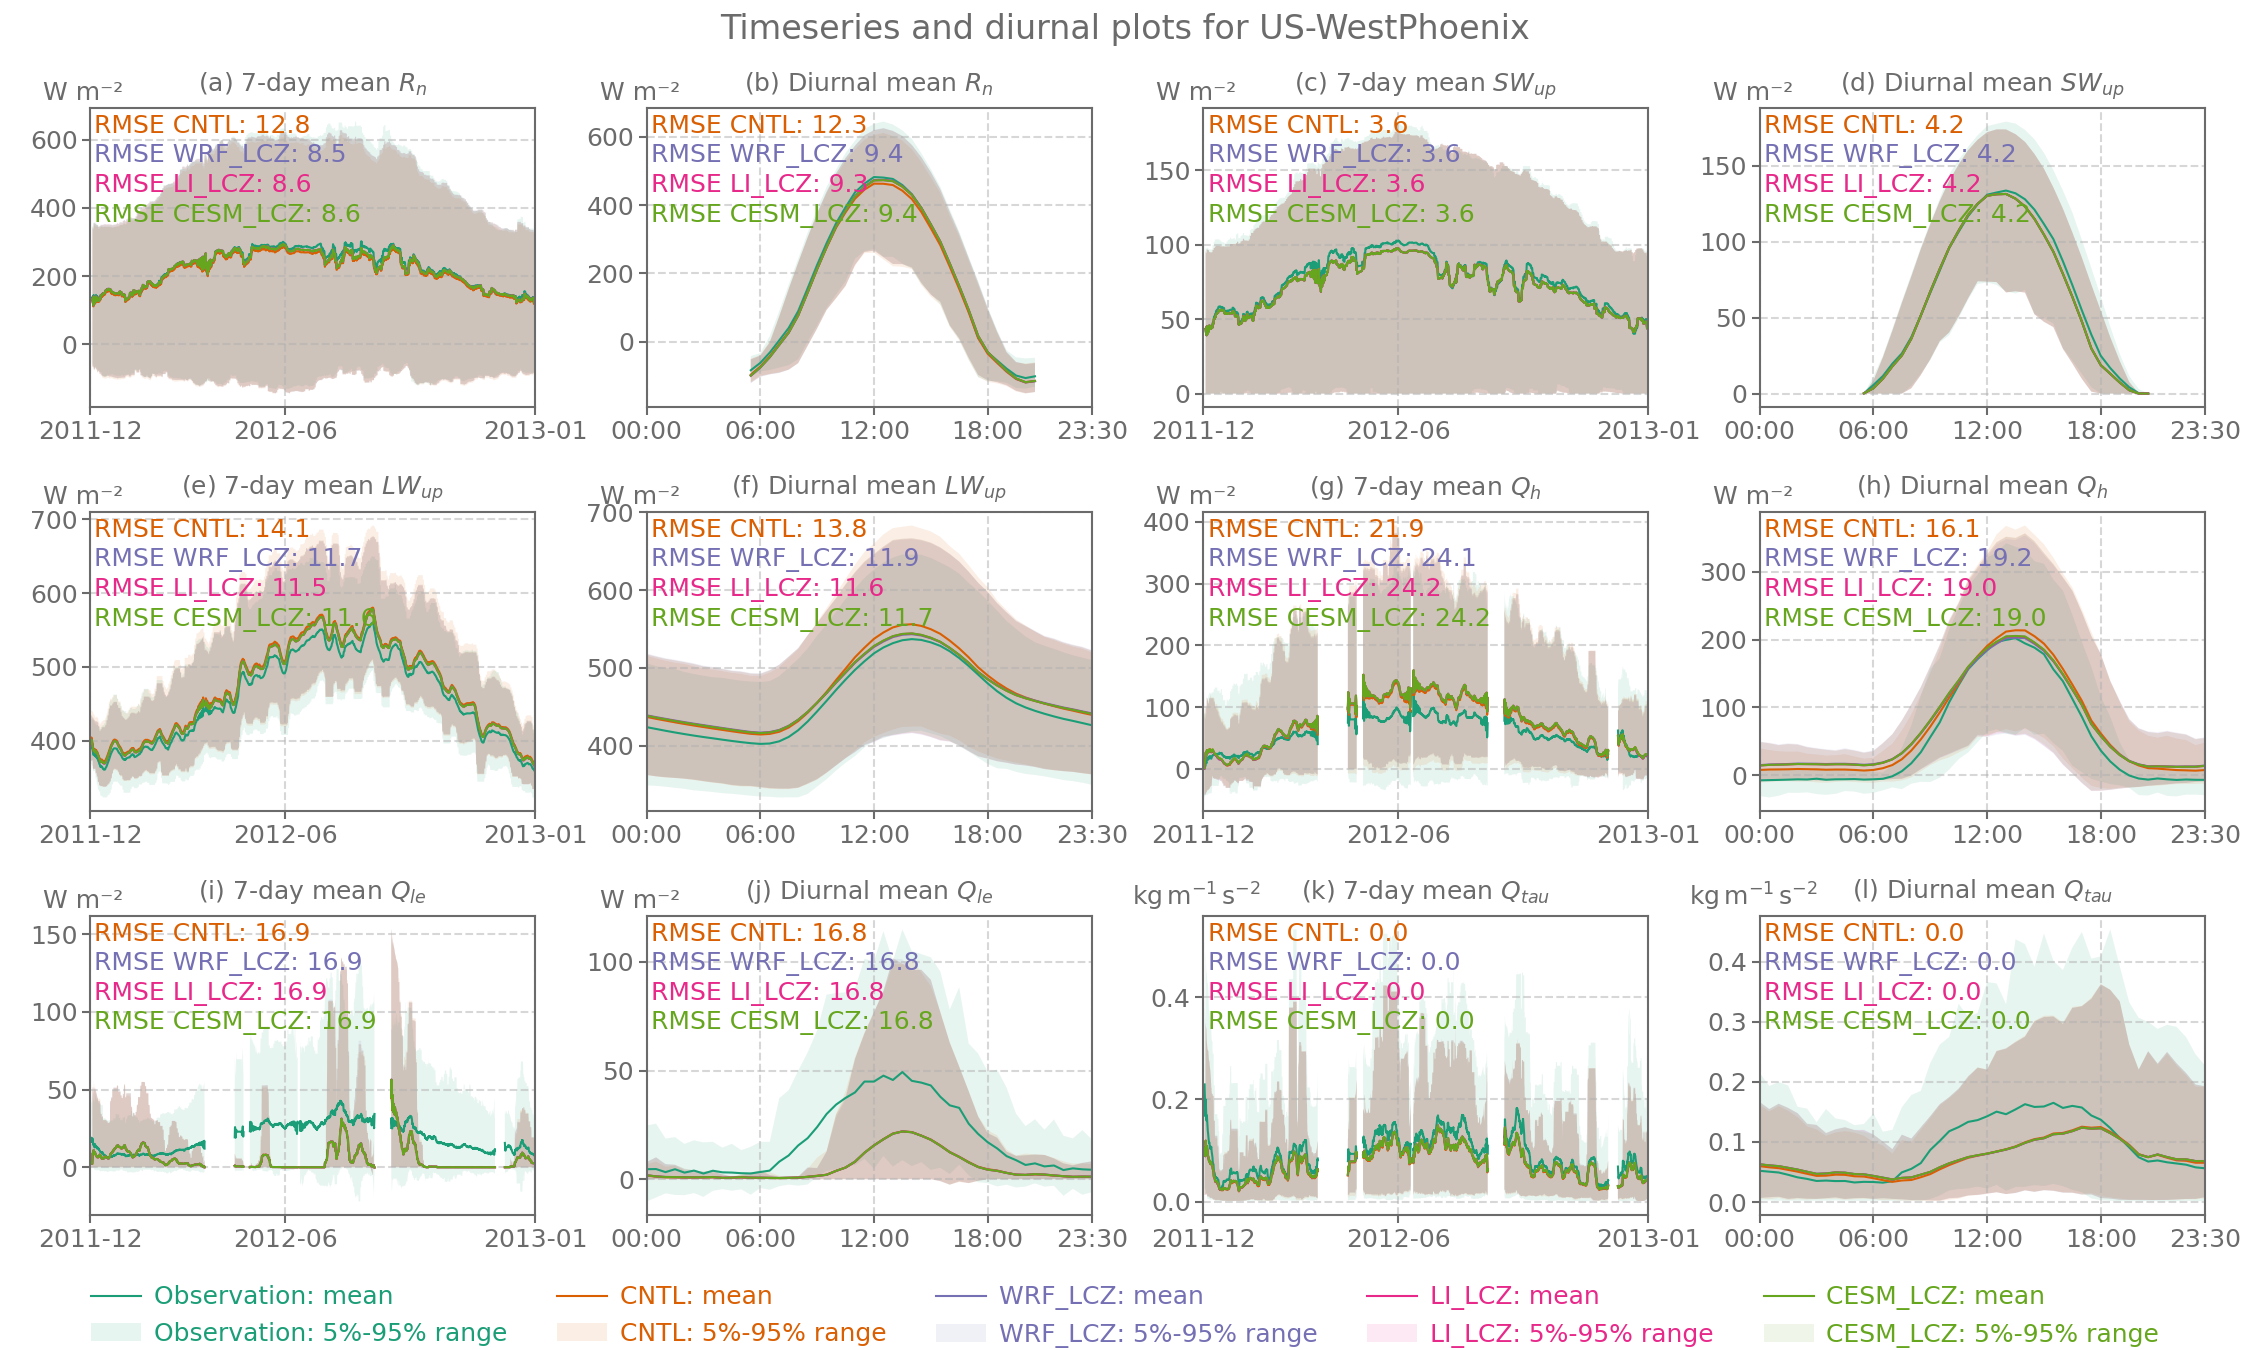 Timeseries and diurnal plots for US-WestPhoenix
W m⁻² (a) 7-day mean Rn
RMSE CNTL: 12.8
RMSE WRF_LCZ: 8.5
RMSE LI_LCZ: 8.6
RMSE CESM_LCZ: 8.6
600
400
200
0
2011-12 2012-06 2013-01
W m⁻² (b) Diurnal mean Rn
RMSE CNTL: 12.3
RMSE WRF_LCZ: 9.4
RMSE LI_LCZ: 9.3
RMSE CESM_LCZ: 9.4
600
400
200
0
00:00 06:00 12:00 18:00 23:30
W m⁻² (c) 7-day mean SWup
RMSE CNTL: 3.6
RMSE WRF_LCZ: 3.6
RMSE LI_LCZ: 3.6
RMSE CESM_LCZ: 3.6
150
100
50
0
2011-12 2012-06 2013-01
W m⁻² (d) Diurnal mean SWup
RMSE CNTL: 4.2
RMSE WRF_LCZ: 4.2
RMSE LI_LCZ: 4.2
RMSE CESM_LCZ: 4.2
150
100
50
0
00:00 06:00 12:00 18:00 23:30
W m⁻² (e) 7-day mean LWup
RMSE CNTL: 14.1
RMSE WRF_LCZ: 11.7
RMSE LI_LCZ: 11.5
RMSE CESM_LCZ: 11.6
700
600
500
400
2011-12 2012-06 2013-01
W m⁻² (f) Diurnal mean LWup
RMSE CNTL: 13.8
RMSE WRF_LCZ: 11.9
RMSE LI_LCZ: 11.6
RMSE CESM_LCZ: 11.7
700
600
500
400
00:00 06:00 12:00 18:00 23:30
W m⁻² (g) 7-day mean Qh
RMSE CNTL: 21.9
RMSE WRF_LCZ: 24.1
RMSE LI_LCZ: 24.2
RMSE CESM_LCZ: 24.2
400
300
200
100
0
2011-12 2012-06 2013-01
W m⁻² (h) Diurnal mean Qh
RMSE CNTL: 16.1
RMSE WRF_LCZ: 19.2
RMSE LI_LCZ: 19.0
RMSE CESM_LCZ: 19.0
300
200
100
0
00:00 06:00 12:00 18:00 23:30
W m⁻² (i) 7-day mean Qle
RMSE CNTL: 16.9
RMSE WRF_LCZ: 16.9
RMSE LI_LCZ: 16.9
RMSE CESM_LCZ: 16.9
150
100
50
0
2011-12 2012-06 2013-01
W m⁻² (j) Diurnal mean Qle
RMSE CNTL: 16.8
RMSE WRF_LCZ: 16.8
RMSE LI_LCZ: 16.8
RMSE CESM_LCZ: 16.8
100
50
0
00:00 06:00 12:00 18:00 23:30
kg m⁻¹ s⁻² (k) 7-day mean Qtau
RMSE CNTL: 0.0
RMSE WRF_LCZ: 0.0
RMSE LI_LCZ: 0.0
RMSE CESM_LCZ: 0.0
0.4
0.2
0.0
2011-12 2012-06 2013-01
kg m⁻¹ s⁻² (l) Diurnal mean Qtau
RMSE CNTL: 0.0
RMSE WRF_LCZ: 0.0
RMSE LI_LCZ: 0.0
RMSE CESM_LCZ: 0.0
0.4
0.3
0.2
0.1
0.0
00:00 06:00 12:00 18:00 23:30
Observation: mean CNTL: mean WRF_LCZ: mean LI_LCZ: mean CESM_LCZ: mean
Observation: 5%-95% range CNTL: 5%-95% range WRF_LCZ: 5%-95% range LI_LCZ: 5%-95% range CESM_LCZ: 5%-95% range